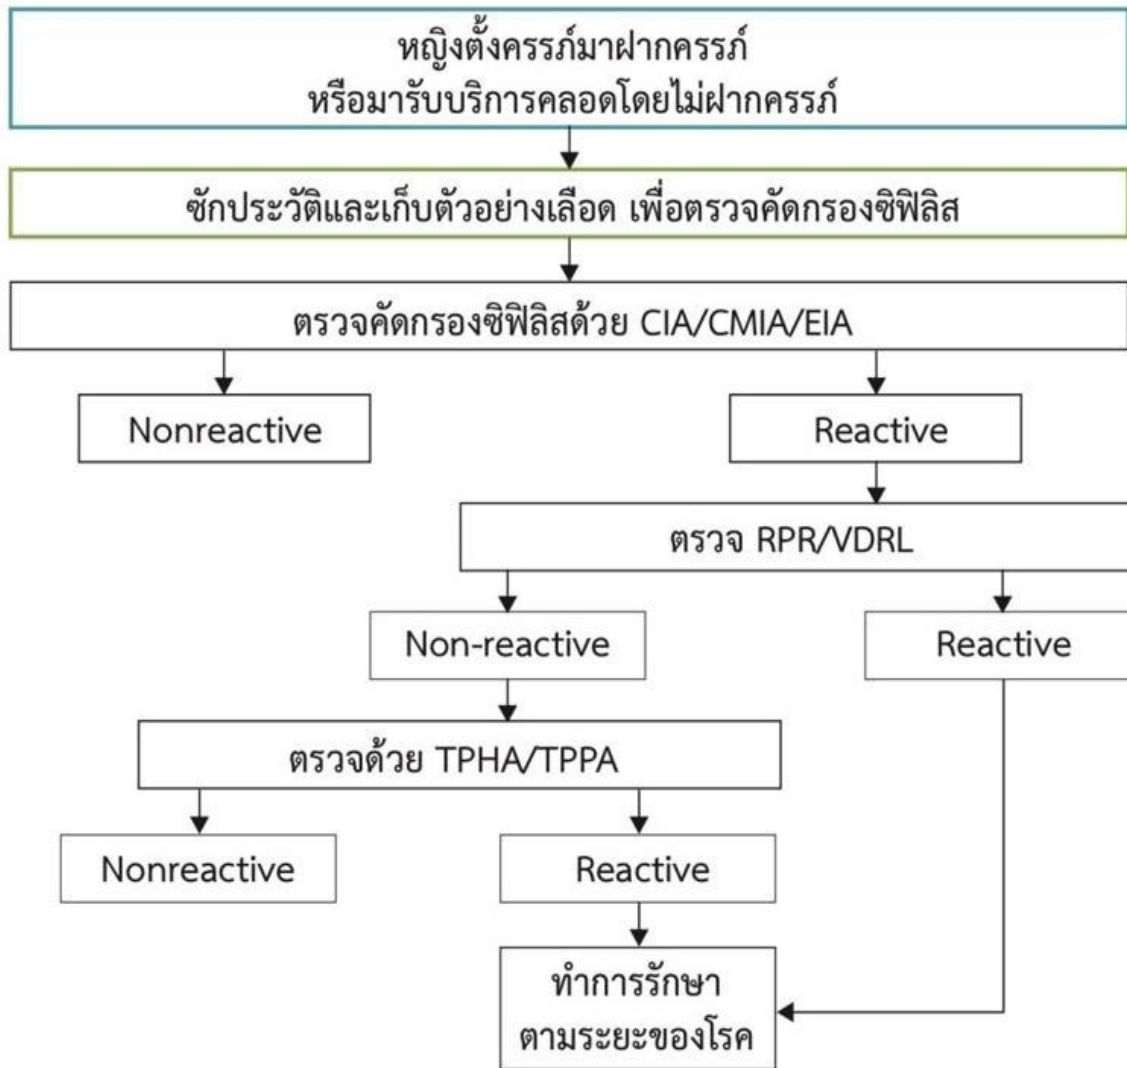 หญิงตั้งครรภ์มาฝากครรภ์
หรือมารับบริการคลอดโดยไม่ฝากครรภ์
ซักประวัติและเก็บตัวอย่างเลือด เพื่อตรวจคัดกรองซิฟิลิส
ตรวจคัดกรองซิฟิลิสด้วย CIA/CMIA/EIA
Nonreactive
Reactive
ตรวจ RPR/VDRL
Non-reactive
Reactive
ตรวจด้วย TPHA/TPPA
Nonreactive
Reactive
ทำการรักษา
ตามระยะของโรค